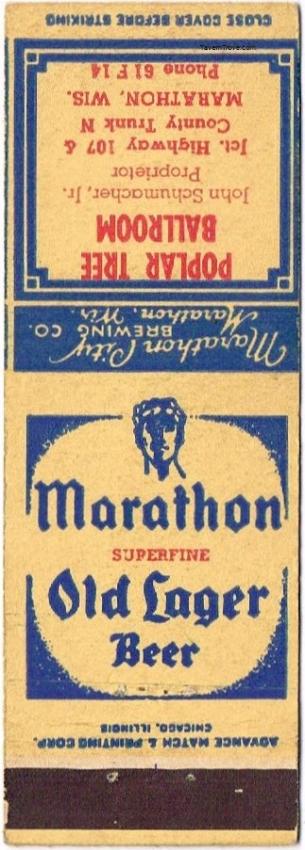 TavernTrove.com
CLOSE COVER BEFORE STRIKING
POPLAR TREE
BALLROOM
John Schumacher, Jr.
Proprietor
Jct. Highway 107 &
County Trunk N
MARATHON, WIS.
Phone 61 F 14
Marathon City
BREWING CO.
Marathon, Wis.
Marathon
SUPERFINE
Old Lager
Beer
ADVANCE MATCH & PRINTING CORP.
CHICAGO, ILLINOIS